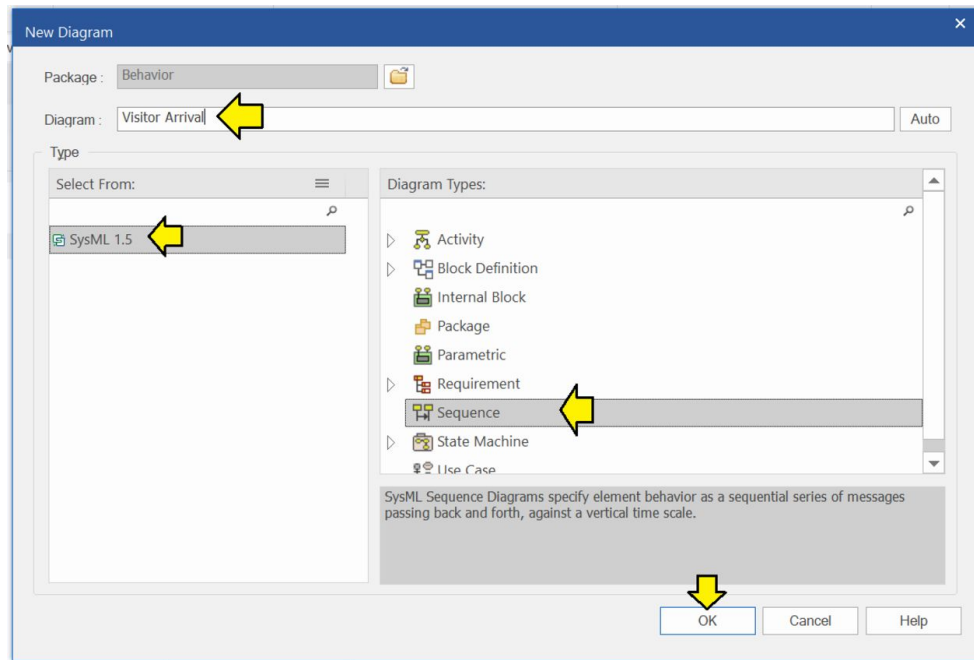 New Diagram
Package :
Behavior
Diagram :
Visitor Arrival
Auto
Type
Select From:
SysML 1.5
Diagram Types:
Activity
Block Definition
Internal Block
Package
Parametric
Requirement
Sequence
State Machine
Use Case
SysML Sequence Diagrams specify element behavior as a sequential series of messages
passing back and forth, against a vertical time scale.
OK
Cancel
Help